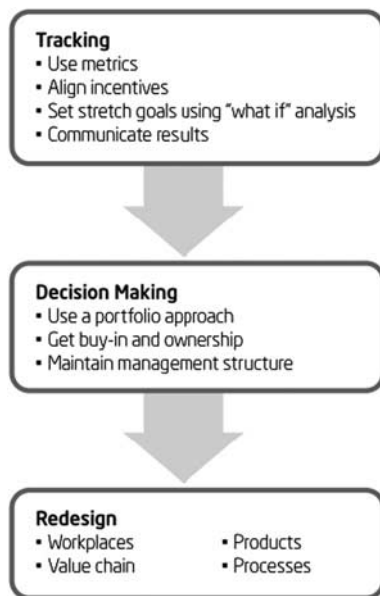 Tracking
▪ Use metrics
▪ Align incentives
▪ Set stretch goals using “what if” analysis
▪ Communicate results
Decision Making
▪ Use a portfolio approach
▪ Get buy-in and ownership
▪ Maintain management structure
Redesign
▪ Workplaces ▪ Products
▪ Value chain ▪ Processes